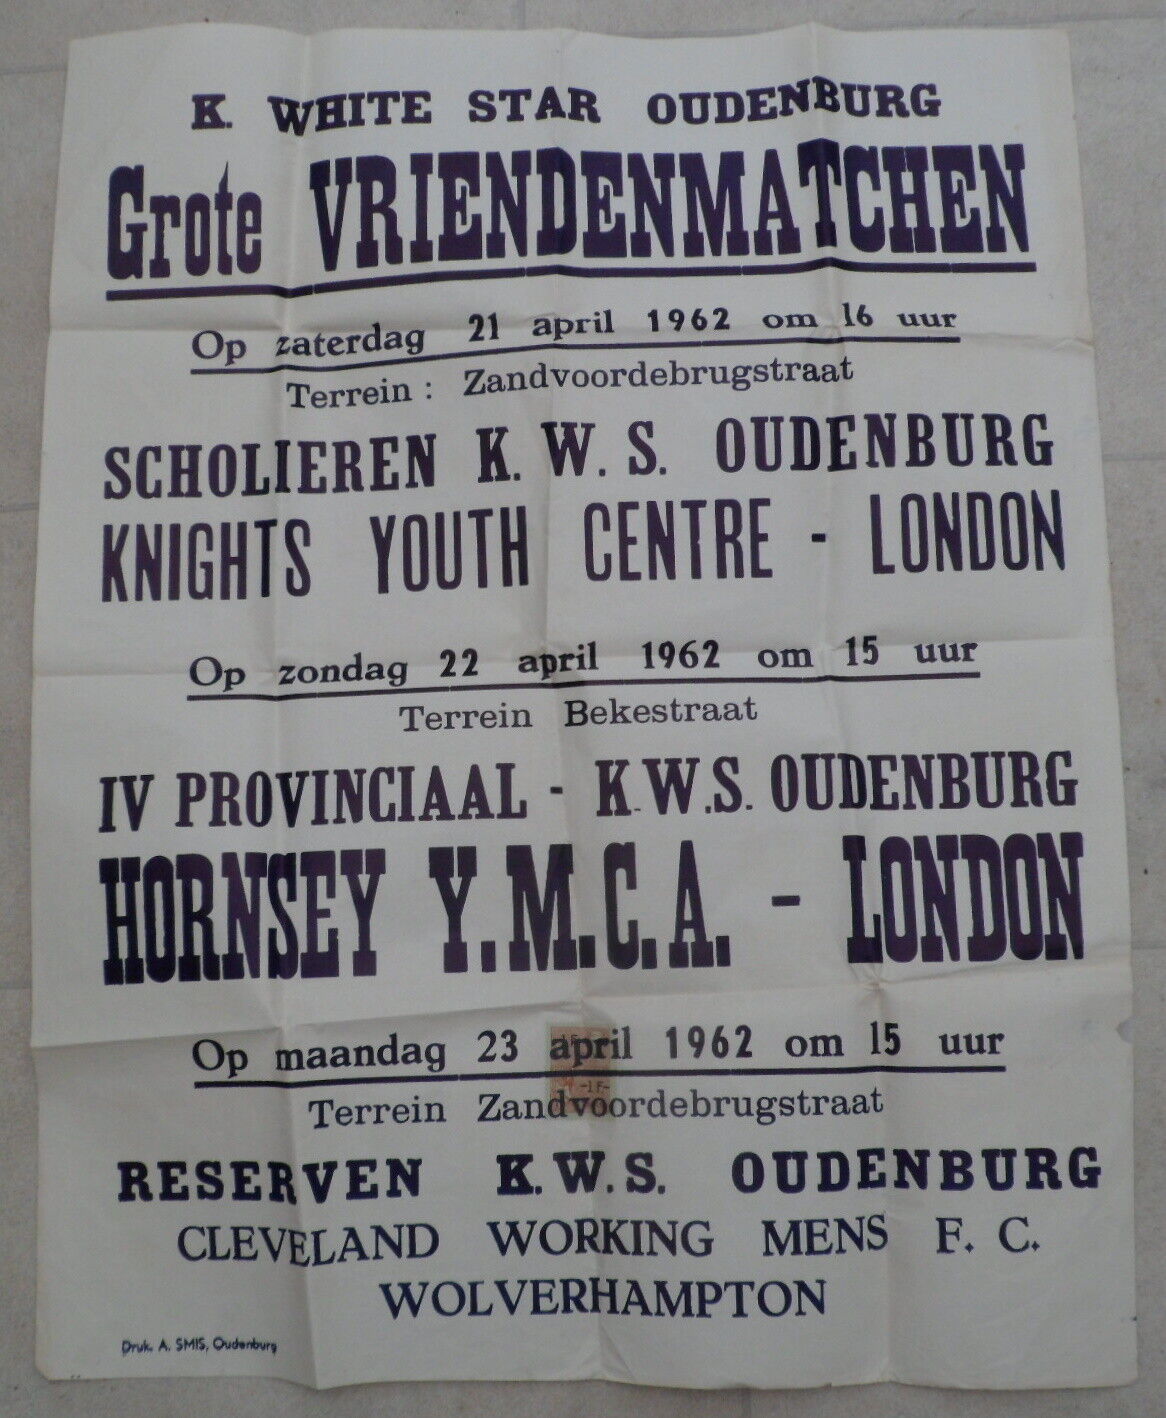 K. WHITE STAR OUDENBURG
Grote VRIENDENMATCHEN
Op zaterdag 21 april 1962 om 16 uur
Terrein : Zandvoordebrugstraat
SCHOLIEREN K. W. S. OUDENBURG
KNIGHTS YOUTH CENTRE - LONDON
Op zondag 22 april 1962 om 15 uur
Terrein Bekestraat
IV PROVINCIAAL - K.W.S. OUDENBURG
HORNSEY Y.M.C.A. - LONDON
Op maandag 23 april 1962 om 15 uur
-1F-
Terrein Zandvoordebrugstraat
RESERVEN K.W.S. OUDENBURG
CLEVELAND WORKING MENS F. C.
WOLVERHAMPTON
Druk. A. SMIS, Oudenburg